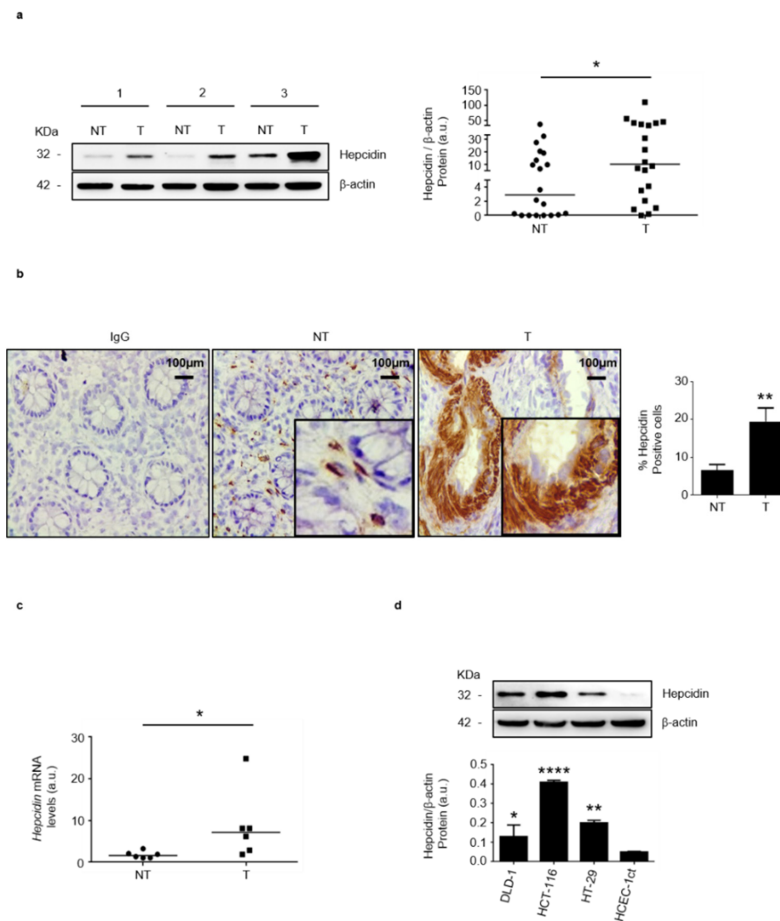 a
1 2 3
KDa NT T NT T NT T
32 - Hepcidin
42 - β-actin
*
Hepcidin / β-actin
Protein (a.u.)
150
100
50
30
20
10
4
2
0
NT T
b
IgG NT T
100µm 100µm 100µm
% Hepcidin
Positive cells
30
20
10
0
**
NT T
c
*
Hepcidin mRNA
levels (a.u.)
30
20
10
0
NT T
d
KDa
32 - Hepcidin
42 - β-actin
Hepcidin/β-actin
Protein (a.u.)
0.5
0.4
0.3
0.2
0.1
0.0
* **** **
DLD-1 HCT-116 HT-29 HCEC-1ct